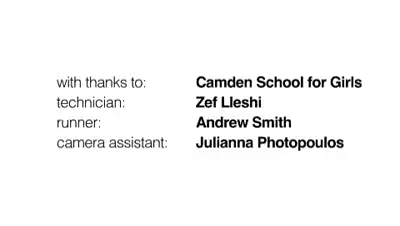 with thanks to: Camden School for Girls
technician: Zef Lleshi
runner: Andrew Smith
camera assistant: Julianna Photopoulos